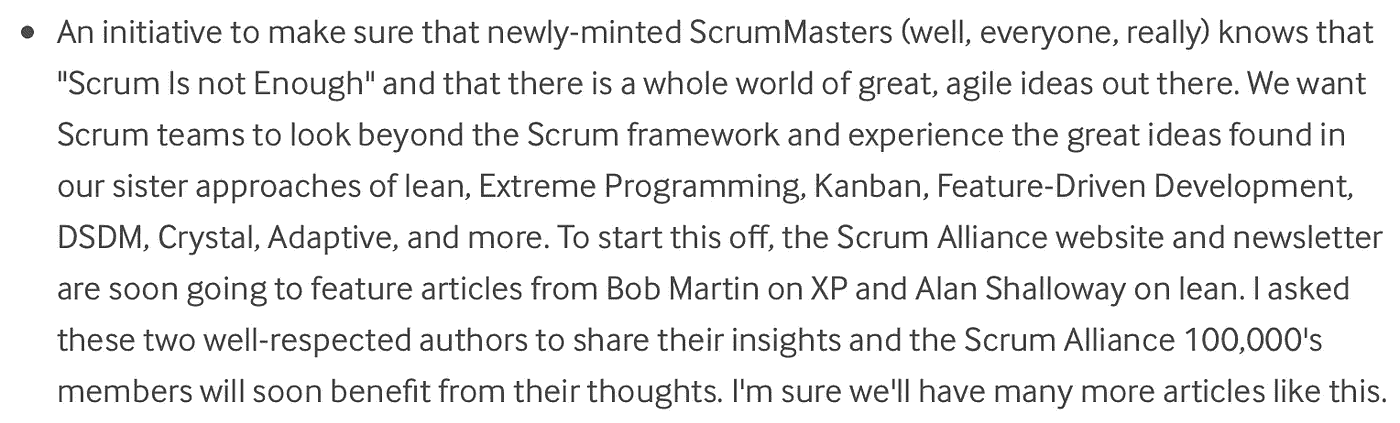 • An initiative to make sure that newly-minted ScrumMasters (well, everyone, really) knows that
"Scrum Is not Enough" and that there is a whole world of great, agile ideas out there. We want
Scrum teams to look beyond the Scrum framework and experience the great ideas found in
our sister approaches of lean, Extreme Programming, Kanban, Feature-Driven Development,
DSDM, Crystal, Adaptive, and more. To start this off, the Scrum Alliance website and newsletter
are soon going to feature articles from Bob Martin on XP and Alan Shalloway on lean. I asked
these two well-respected authors to share their insights and the Scrum Alliance 100,000's
members will soon benefit from their thoughts. I'm sure we'll have many more articles like this.